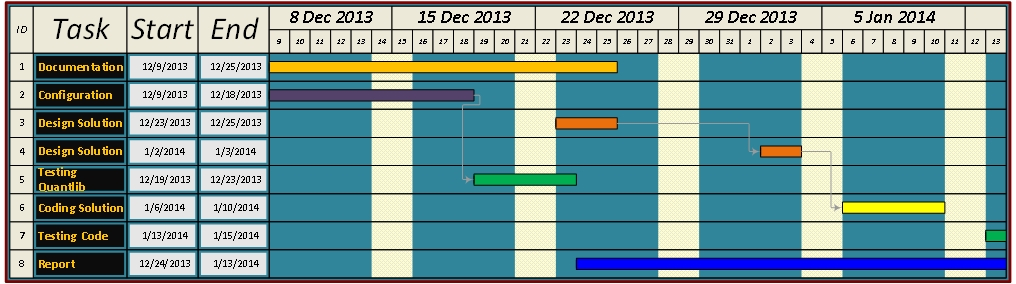 ID Task Start End 8 Dec 2013 15 Dec 2013 22 Dec 2013 29 Dec 2013 5 Jan 2014
9 10 11 12 13 14 15 16 17 18 19 20 21 22 23 24 25 26 27 28 29 30 31 1 2 3 4 5 6 7 8 9 10 11 12 13
1 Documentation 12/9/2013 12/25/2013
2 Configuration 12/9/2013 12/18/2013
3 Design Solution 12/23/2013 12/25/2013
4 Design Solution 1/2/2014 1/3/2014
5 Testing Quantlib 12/19/2013 12/23/2013
6 Coding Solution 1/6/2014 1/10/2014
7 Testing Code 1/13/2014 1/15/2014
8 Report 12/24/2013 1/13/2014